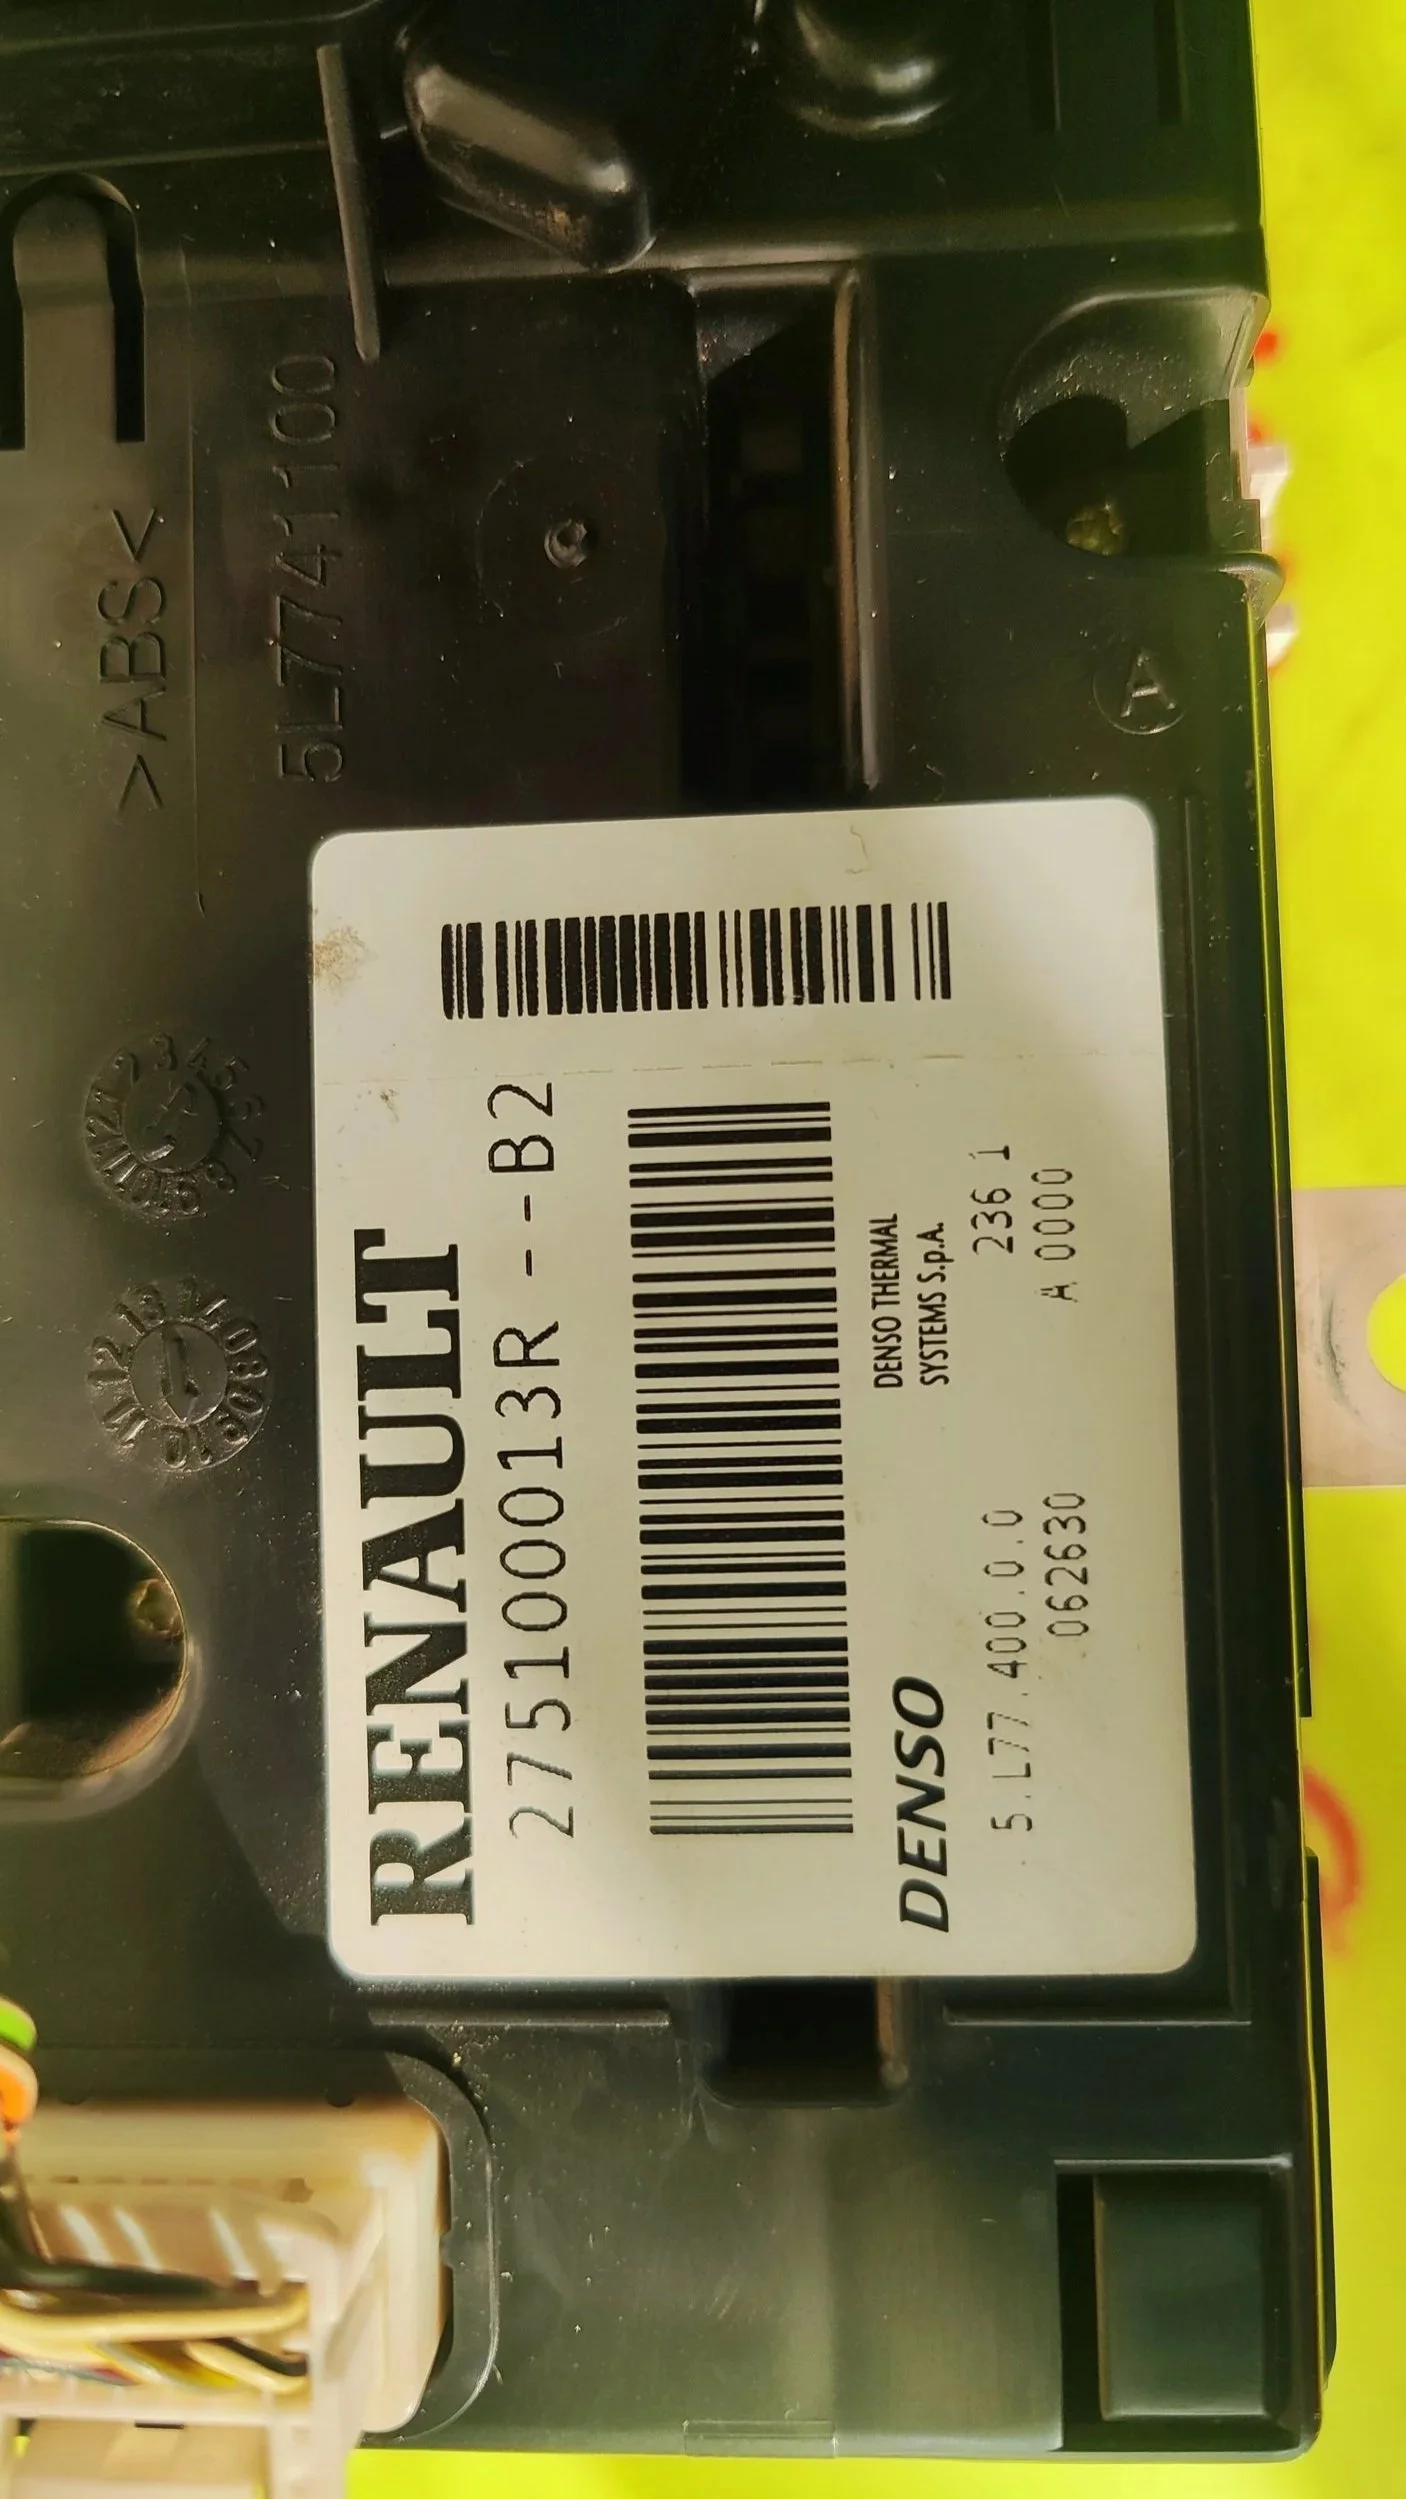 >ABS<
5L7741100
A
RENAULT
275100013R--B2
DENSO
DENSO THERMAL
SYSTEMS S.p.A.
5.L77.400.0.0
236 1
062630
A 0000